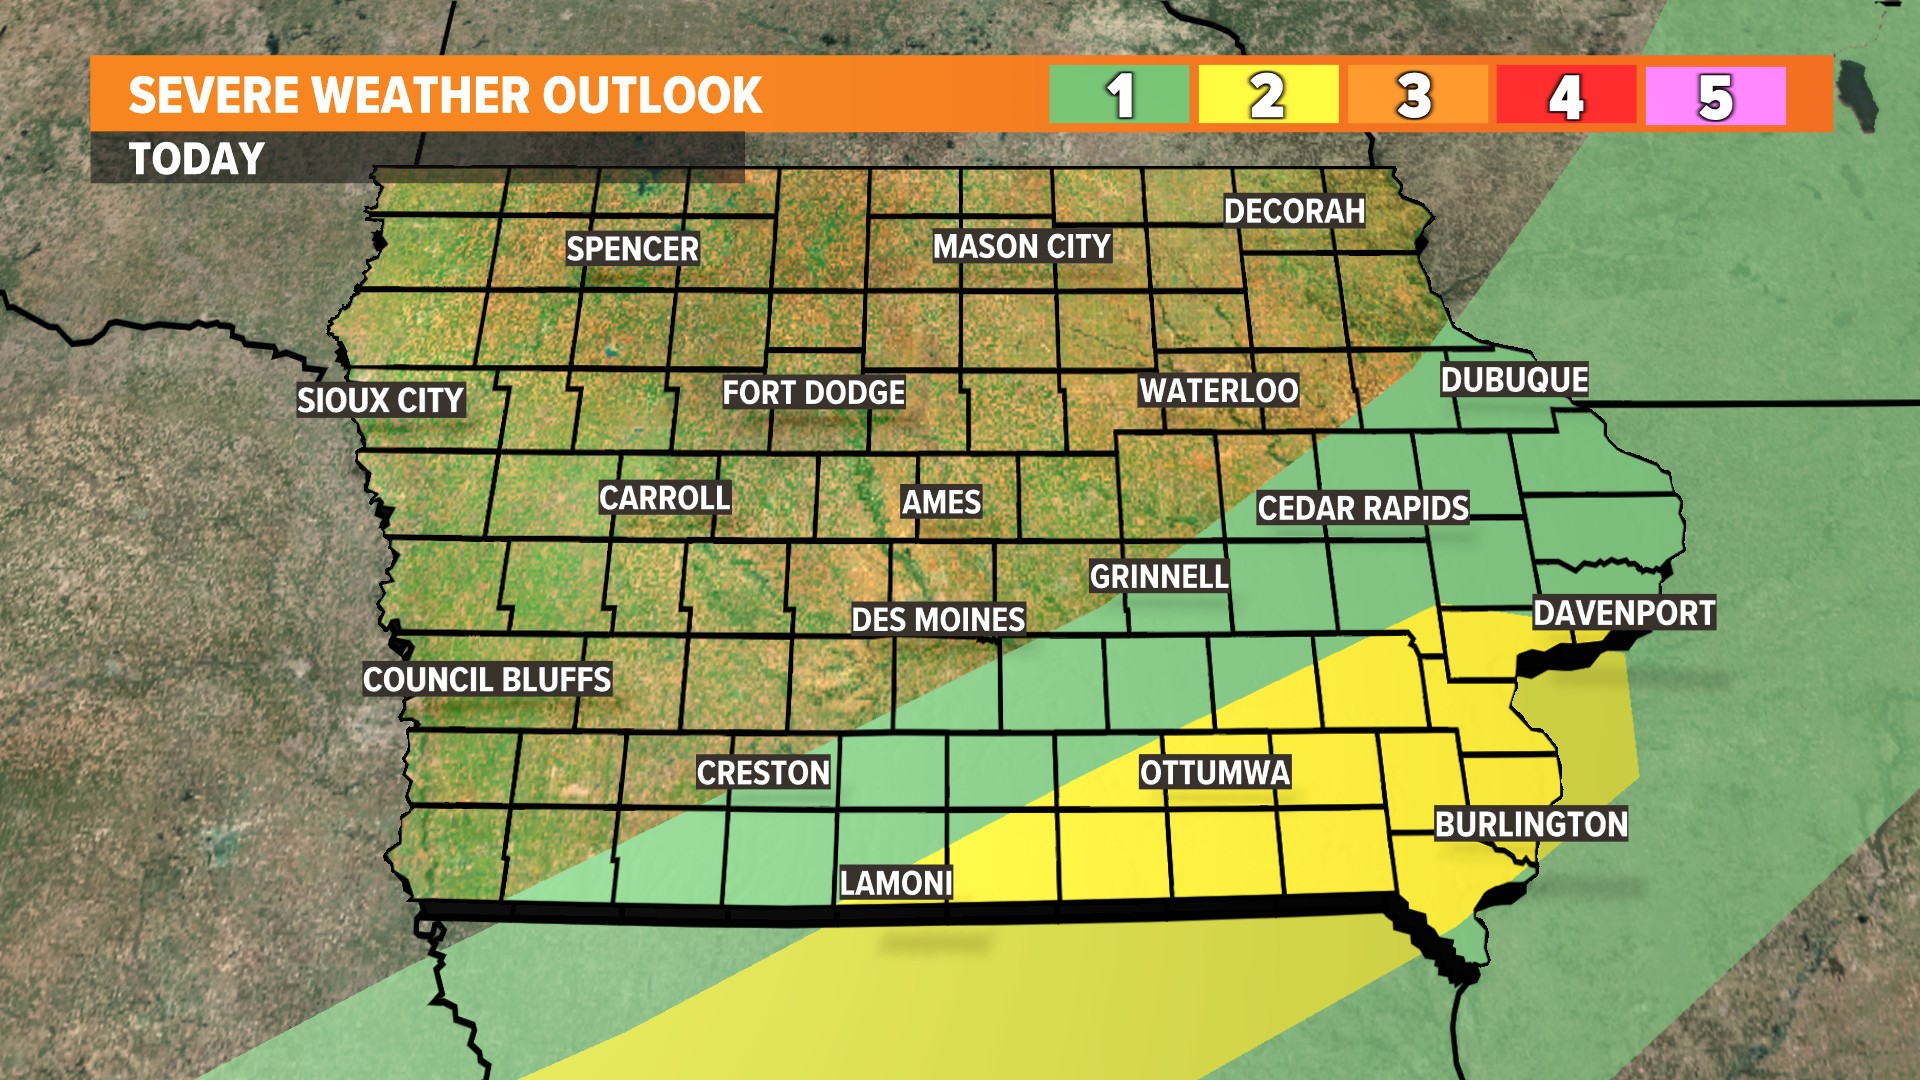 SEVERE WEATHER OUTLOOK
1 2 3 4 5
TODAY
DECORAH
SPENCER
MASON CITY
DUBUQUE
SIOUX CITY
FORT DODGE
WATERLOO
CARROLL
AMES
CEDAR RAPIDS
GRINNELL
DES MOINES
DAVENPORT
COUNCIL BLUFFS
CRESTON
OTTUMWA
BURLINGTON
LAMONI